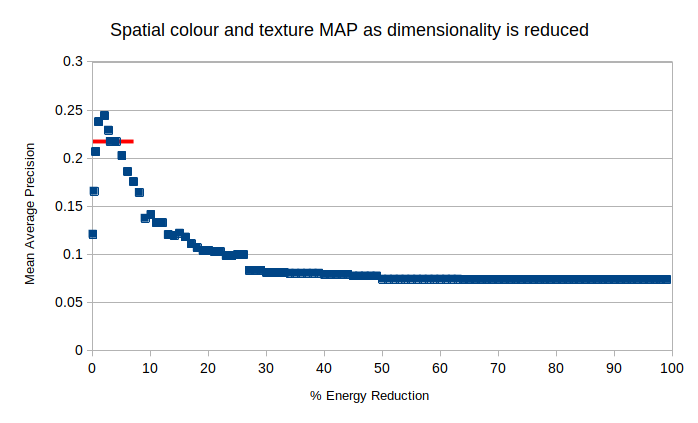 Spatial colour and texture MAP as dimensionality is reduced
0.3
0.25
0.2
0.15
0.1
0.05
0
Mean Average Precision
0 10 20 30 40 50 60 70 80 90 100
% Energy Reduction